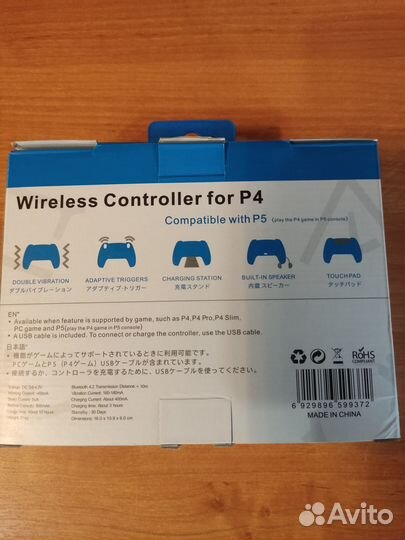 Wireless Controller for P4
Compatible with P5 (play the P4 game in P5 console)
DOUBLE VIBRATION
ダブルバイブレーション
ADAPTIVE TRIGGERS
アダプティブ・トリガー
CHARGING STATION
充電スタンド
BUILT-IN SPEAKER
内蔵スピーカー
TOUCHPAD
タッチパッド
EN*
• Available when feature is supported by game, such as P4,P4 Pro,P4 Slim,
PC game and P5(play the P4 game in P5 console)
• A USB cable is included. To connect or charge the controller, use the USB cable.
日本語*
• 機能がゲームによってサポートされているときに利用可能です。
PCゲームとP5（P4ゲーム）USBケーブルが含まれています。
• 接続するか、コントローラを充電するために、USBケーブルを使ってください。
Bluetooth 4.2 Transmission Distance
Vibration Current:
Charging Current: About 400mA
Charging time: About 3 hours
Standby: 30 Days
Dimensions:
RoHS
COMPLIANT
6 929896 599372
MADE IN CHINA
Avito